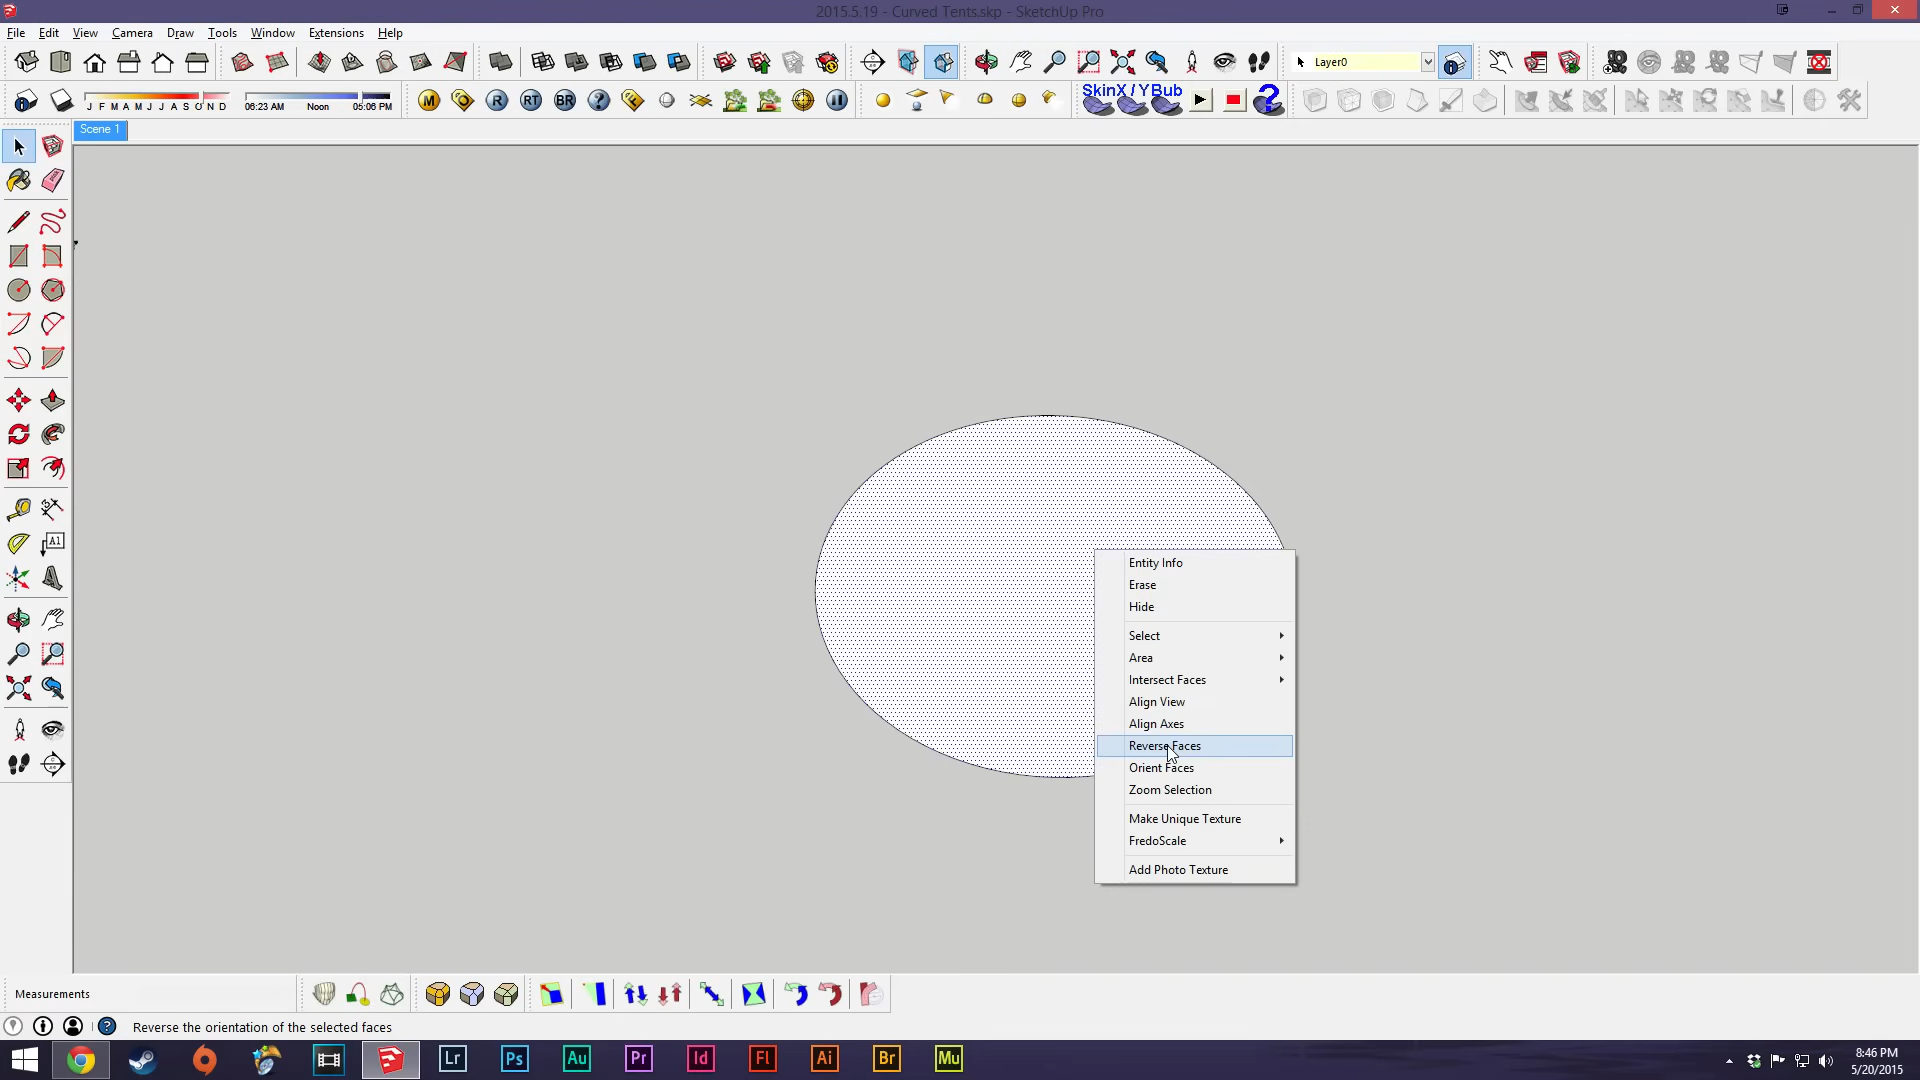 2015.5.19 - Curved Tents.skp - SketchUp Pro
File Edit View Camera Draw Tools Window Extensions Help
Layer0
J F M A M J J A S O N D 06:23 AM Noon 05:06 PM
M O R RT BR ? F
SkinX / YBub ?
Scene 1
A1
Entity Info
Erase
Hide
Select
Area
Intersect Faces
Align View
Align Axes
Reverse Faces
Orient Faces
Zoom Selection
Make Unique Texture
FredoScale
Add Photo Texture
Measurements
Reverse the orientation of the selected faces
Lr Ps Au Pr Id Fl Ai Br Mu
8:46 PM
5/20/2015